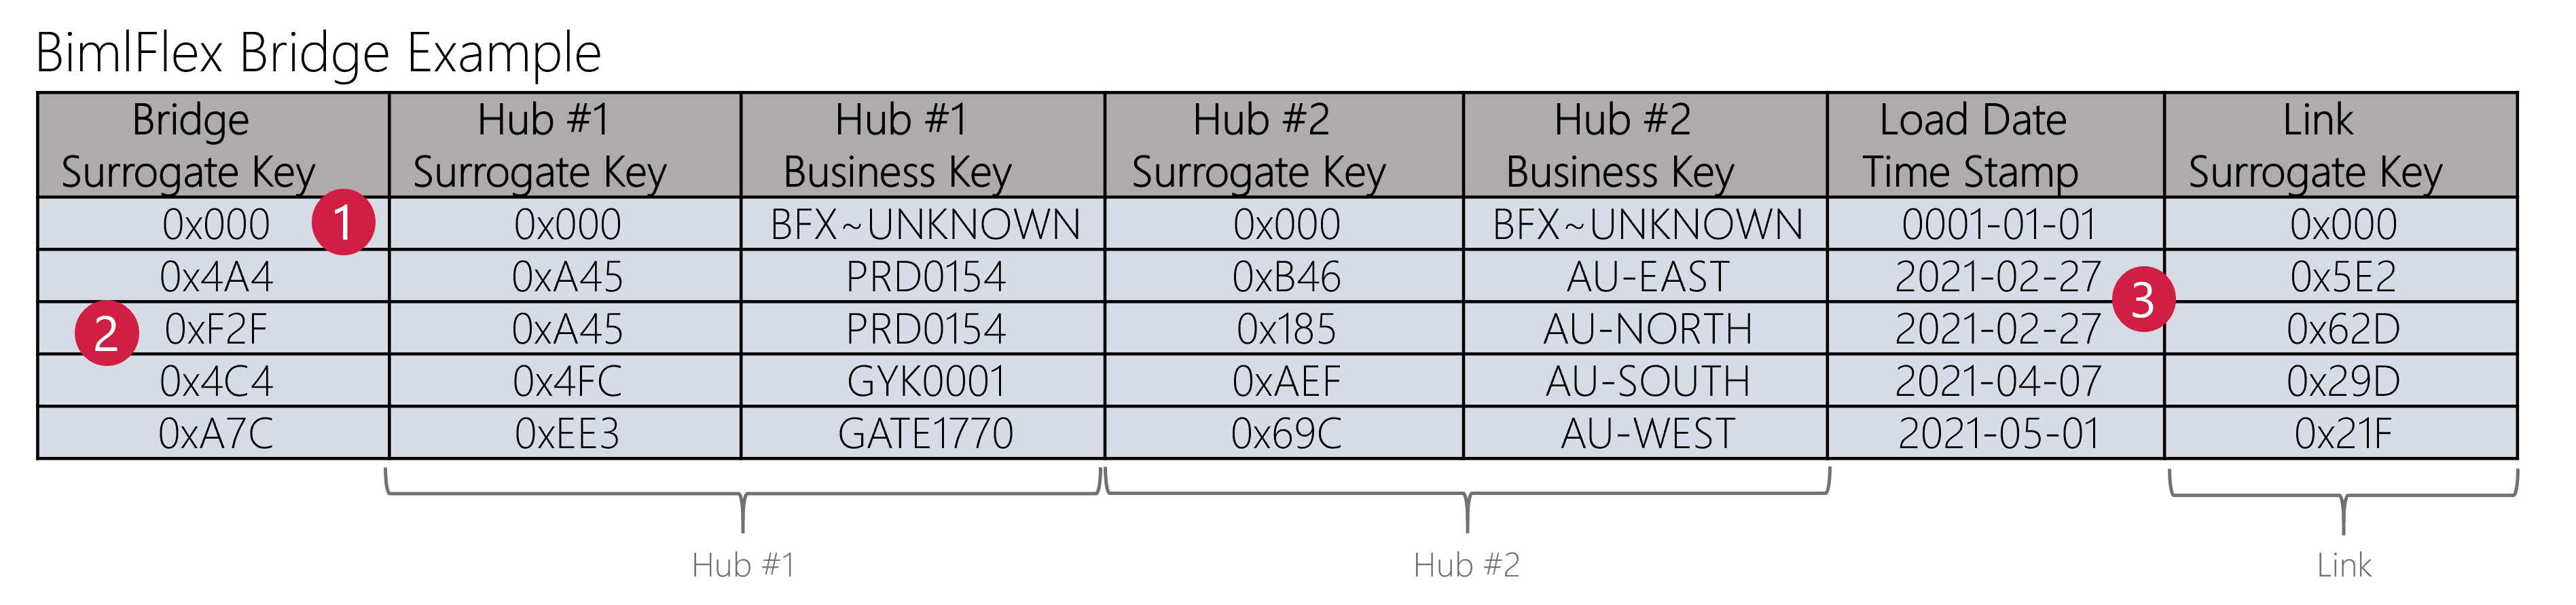 BimlFlex Bridge Example
Bridge Surrogate Key Hub #1 Surrogate Key Hub #1 Business Key Hub #2 Surrogate Key Hub #2 Business Key Load Date Time Stamp Link Surrogate Key
0x000 1 0x000 BFX~UNKNOWN 0x000 BFX~UNKNOWN 0001-01-01 0x000
0x4A4 0xA45 PRD0154 0xB46 AU-EAST 2021-02-27 3 0x5E2
2 0xF2F 0xA45 PRD0154 0x185 AU-NORTH 2021-02-27 0x62D
0x4C4 0x4FC GYK0001 0xAEF AU-SOUTH 2021-04-07 0x29D
0xA7C 0xEE3 GATE1770 0x69C AU-WEST 2021-05-01 0x21F
Hub #1 Hub #2 Link